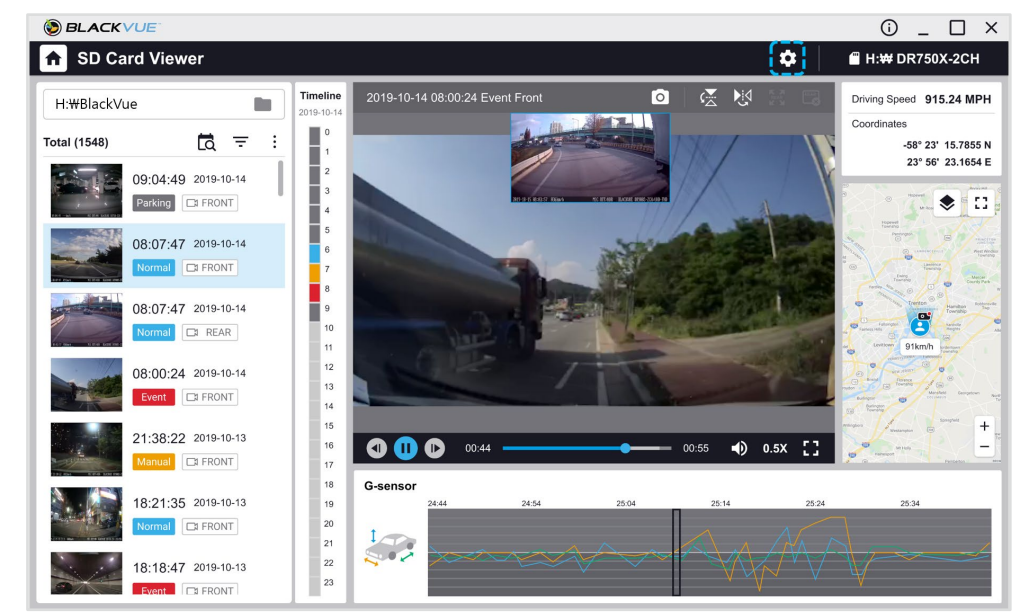 BLACKVUE
SD Card Viewer
H:₩ DR750X-2CH
H:₩BlackVue
Total (1548)
09:04:49 2019-10-14
Parking FRONT
08:07:47 2019-10-14
Normal FRONT
08:07:47 2019-10-14
Normal REAR
08:00:24 2019-10-14
Event FRONT
21:38:22 2019-10-13
Manual FRONT
18:21:35 2019-10-13
Normal FRONT
18:18:47 2019-10-13
Event FRONT
Timeline
2019-10-14
0
1
2
3
4
5
6
7
8
9
10
11
12
13
14
15
16
17
18
19
20
21
22
23
2019-10-14 08:00:24 Event Front
00:44
00:55
0.5X
Driving Speed 915.24 MPH
Coordinates
-58° 23' 15.7855 N
23° 56' 23.1654 E
Trenton
Hamilton
Township
Levittown
91km/h
G-sensor
24:44 24:54 25:04 25:14 25:24 25:34